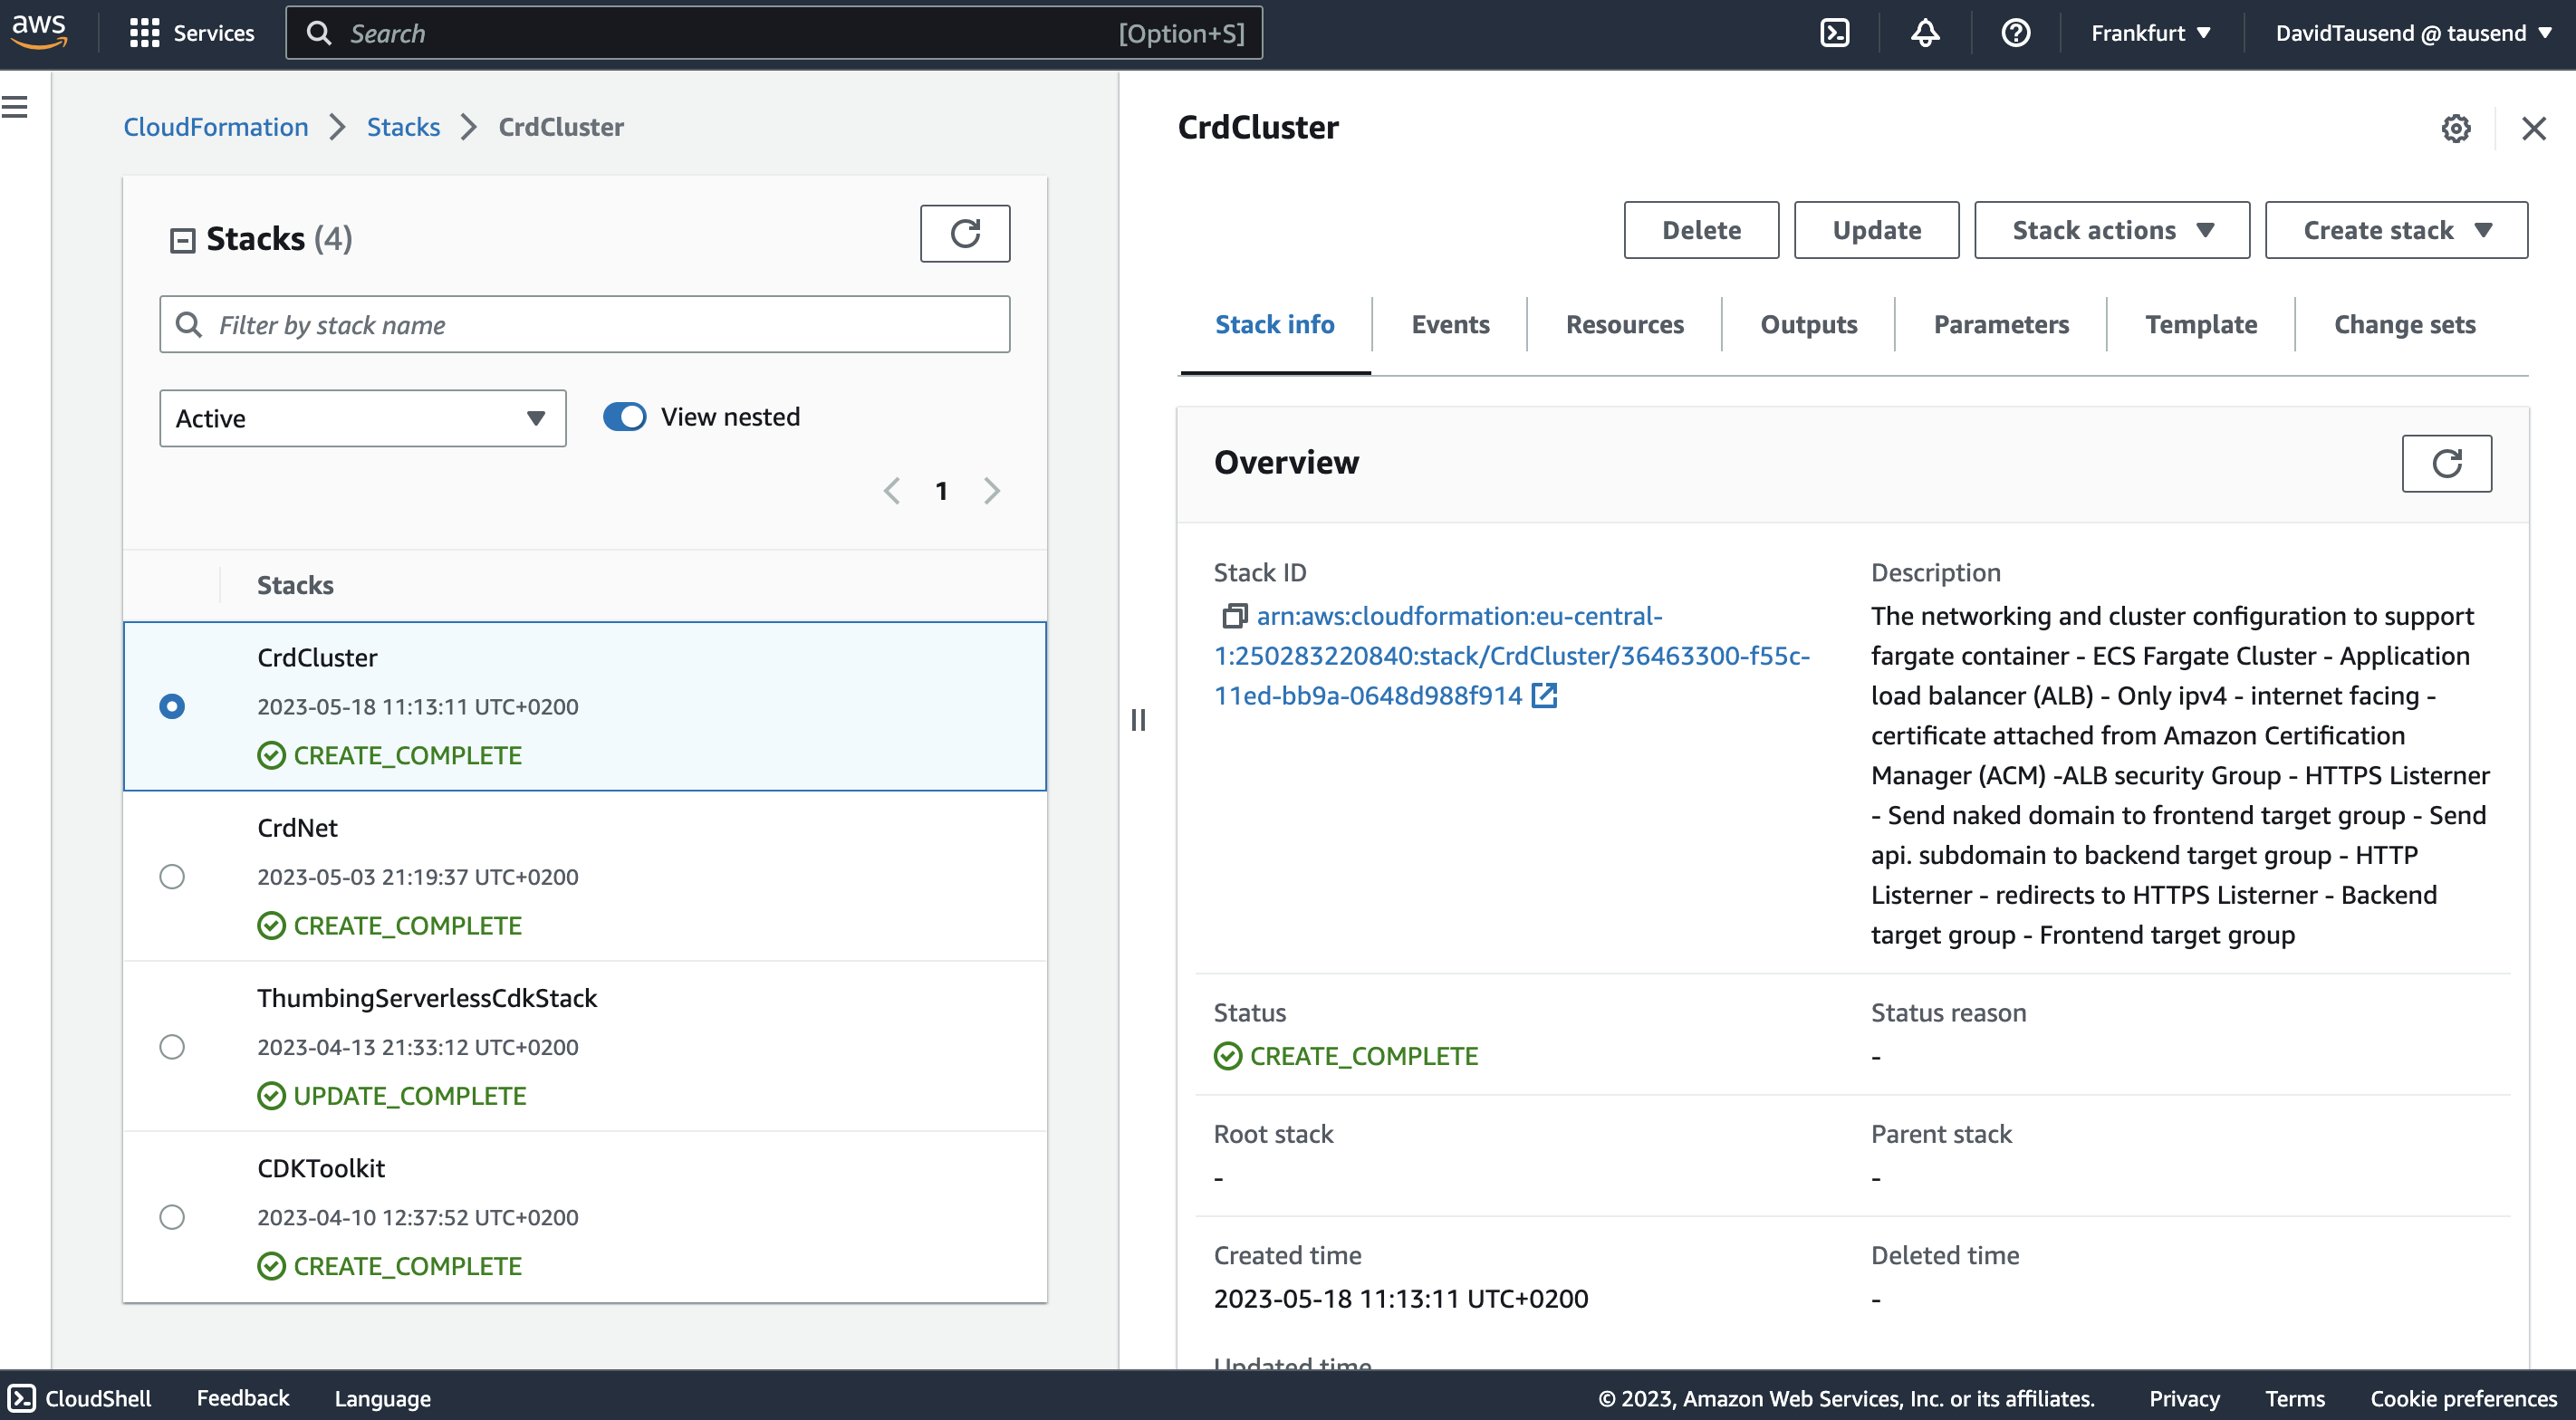 aws
Services
Search [Option+S]
Frankfurt
DavidTausend @ tausend
CloudFormation
Stacks
CrdCluster
Stacks (4)
Filter by stack name
Active
View nested
1
Stacks
CrdCluster
2023-05-18 11:13:11 UTC+0200
CREATE_COMPLETE
CrdNet
2023-05-03 21:19:37 UTC+0200
CREATE_COMPLETE
ThumbingServerlessCdkStack
2023-04-13 21:33:12 UTC+0200
UPDATE_COMPLETE
CDKToolkit
2023-04-10 12:37:52 UTC+0200
CREATE_COMPLETE
CrdCluster
Delete
Update
Stack actions
Create stack
Stack info
Events
Resources
Outputs
Parameters
Template
Change sets
Overview
Stack ID
arn:aws:cloudformation:eu-central-
1:250283220840:stack/CrdCluster/36463300-f55c-
11ed-bb9a-0648d988f914
Description
The networking and cluster configuration to support
fargate container - ECS Fargate Cluster - Application
load balancer (ALB) - Only ipv4 - internet facing -
certificate attached from Amazon Certification
Manager (ACM) -ALB security Group - HTTPS Listerner
- Send naked domain to frontend target group - Send
api. subdomain to backend target group - HTTP
Listerner - redirects to HTTPS Listerner - Backend
target group - Frontend target group
Status
CREATE_COMPLETE
Status reason
-
Root stack
-
Parent stack
-
Created time
2023-05-18 11:13:11 UTC+0200
Deleted time
-
Updated time
CloudShell
Feedback
Language
© 2023, Amazon Web Services, Inc. or its affiliates.
Privacy
Terms
Cookie preferences